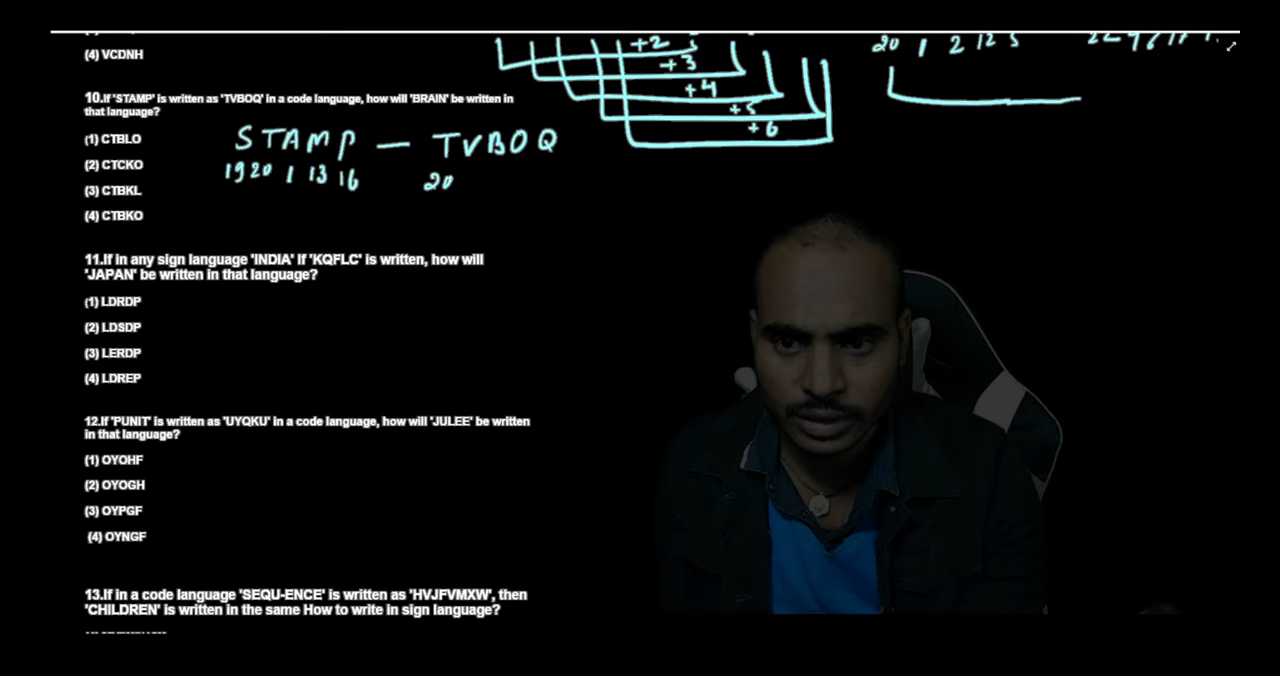 (4) VCDNH
+2
+3
+4
+5
+6
20 1 2 12 5
10.If 'STAMP' is written as 'TVBOQ' in a code language, how will 'BRAIN' be written in
that language?
(1) CTBLO
(2) CTCKO
(3) CTBKL
(4) CTBKO
STAMP — TVBOQ
19 20 1 13 16 20
11.If in any sign language 'INDIA' If 'KQFLC' is written, how will
'JAPAN' be written in that language?
(1) LDRDP
(2) LDSDP
(3) LERDP
(4) LDREP
12.If 'PUNIT' is written as 'UYQKU' in a code language, how will 'JULEE' be written
in that language?
(1) OYOHF
(2) OYOGH
(3) OYPGF
(4) OYNGF
13.If in a code language 'SEQU-ENCE' is written as 'HVJFVMXW', then
'CHILDREN' is written in the same How to write in sign language?